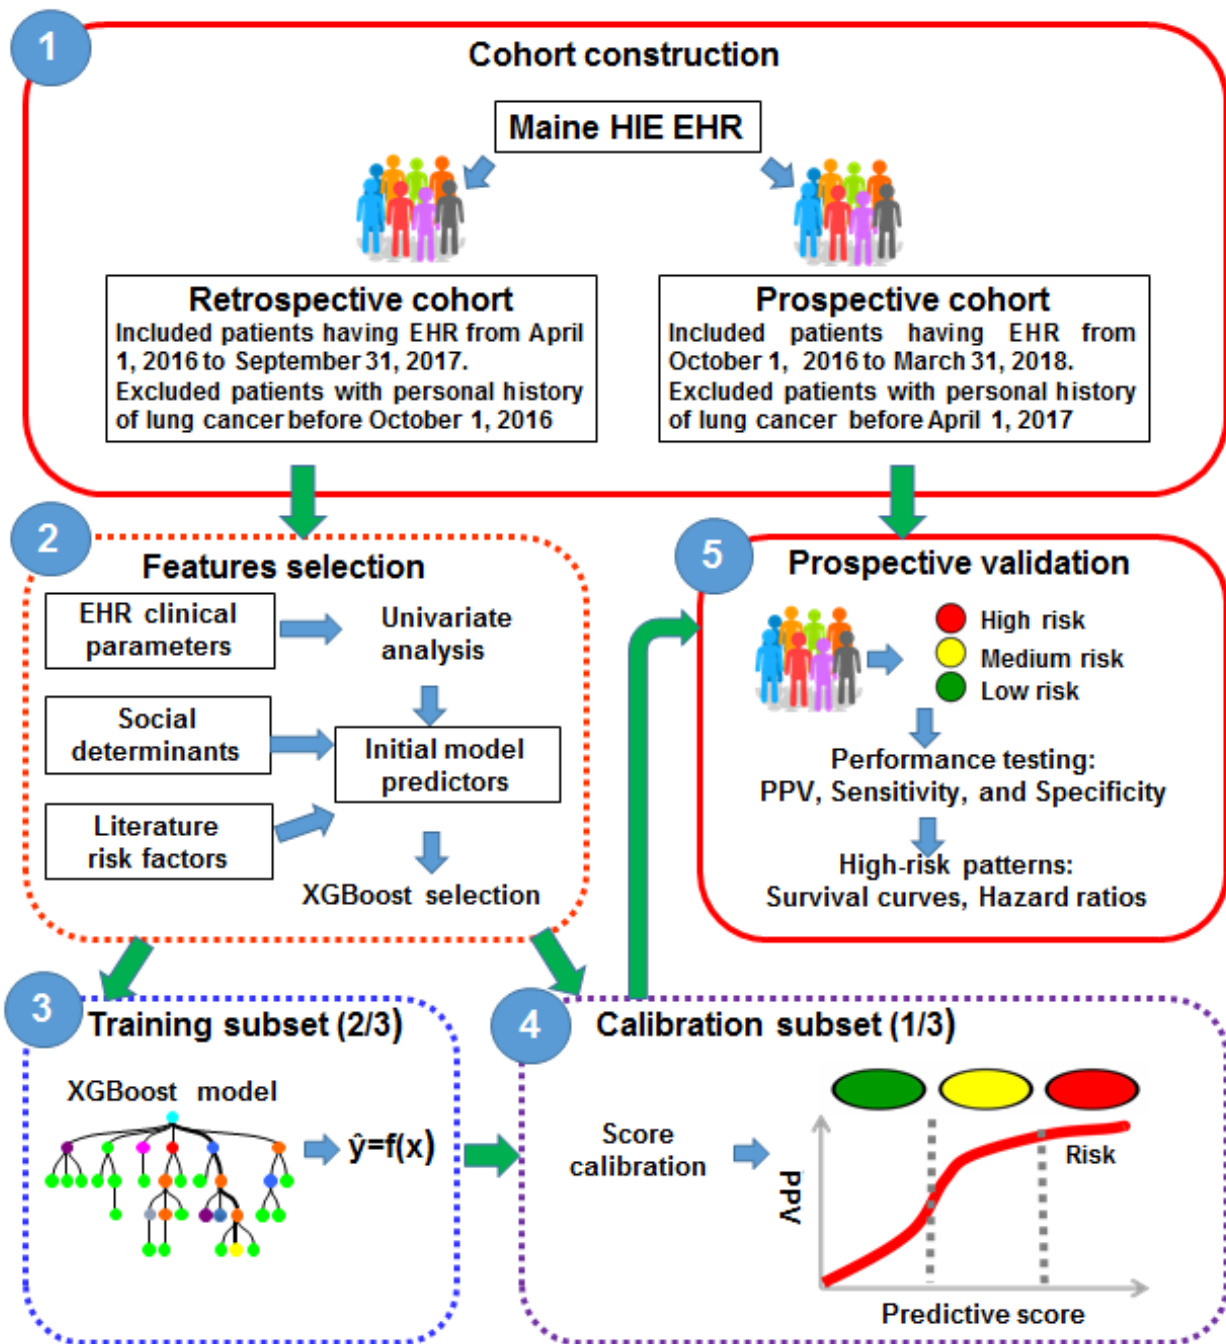 1
Cohort construction
Maine HIE EHR
Retrospective cohort
Included patients having EHR from April
1, 2016 to September 31, 2017.
Excluded patients with personal history
of lung cancer before October 1, 2016
Prospective cohort
Included patients having EHR from
October 1, 2016 to March 31, 2018.
Excluded patients with personal history
of lung cancer before April 1, 2017
2
Features selection
EHR clinical
parameters
Univariate
analysis
Social
determinants
Initial model
predictors
Literature
risk factors
XGBoost selection
5
Prospective validation
High risk
Medium risk
Low risk
Performance testing:
PPV, Sensitivity, and Specificity
High-risk patterns:
Survival curves, Hazard ratios
3
Training subset (2/3)
XGBoost model
ŷ=f(x)
4
Calibration subset (1/3)
Score
calibration
PPV
Risk
Predictive score